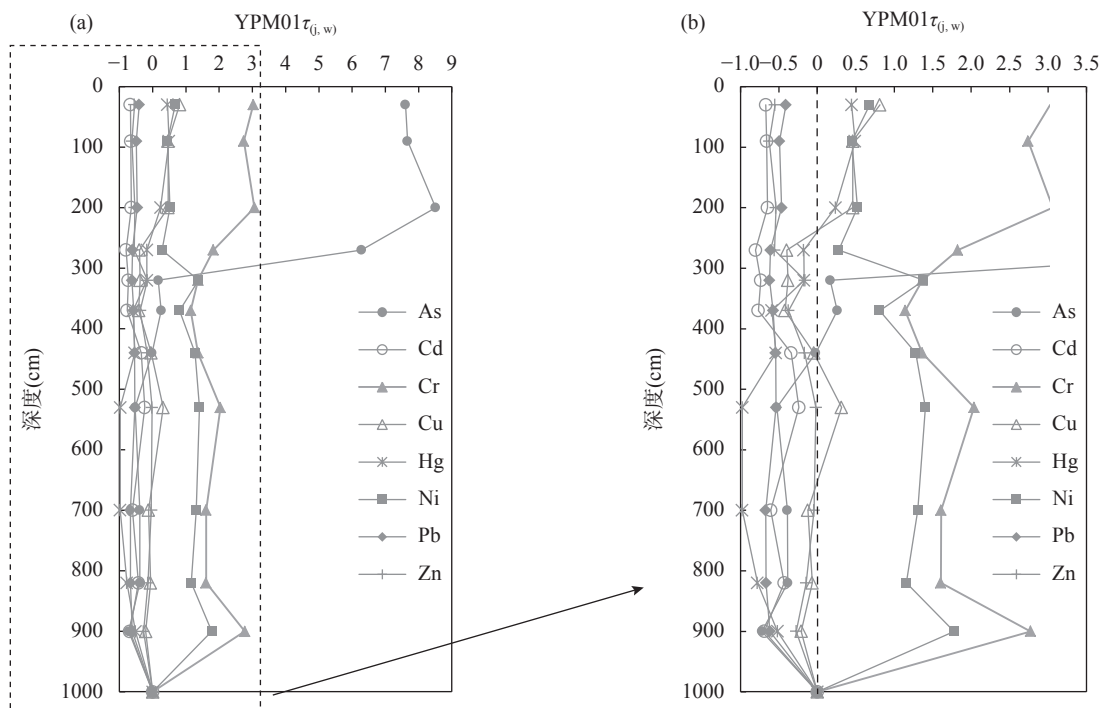 (a)
YPM01τ(j, w)
−1 0 1 2 3 4 5 6 7 8 9
0
100
200
300
400
500
600
700
800
900
1000
深度(cm)
As
Cd
Cr
Cu
Hg
Ni
Pb
Zn
(b)
YPM01τ(j, w)
−1.0 −0.5 0 0.5 1.0 1.5 2.0 2.5 3.0 3.5
0
100
200
300
400
500
600
700
800
900
1000
深度(cm)
As
Cd
Cr
Cu
Hg
Ni
Pb
Zn